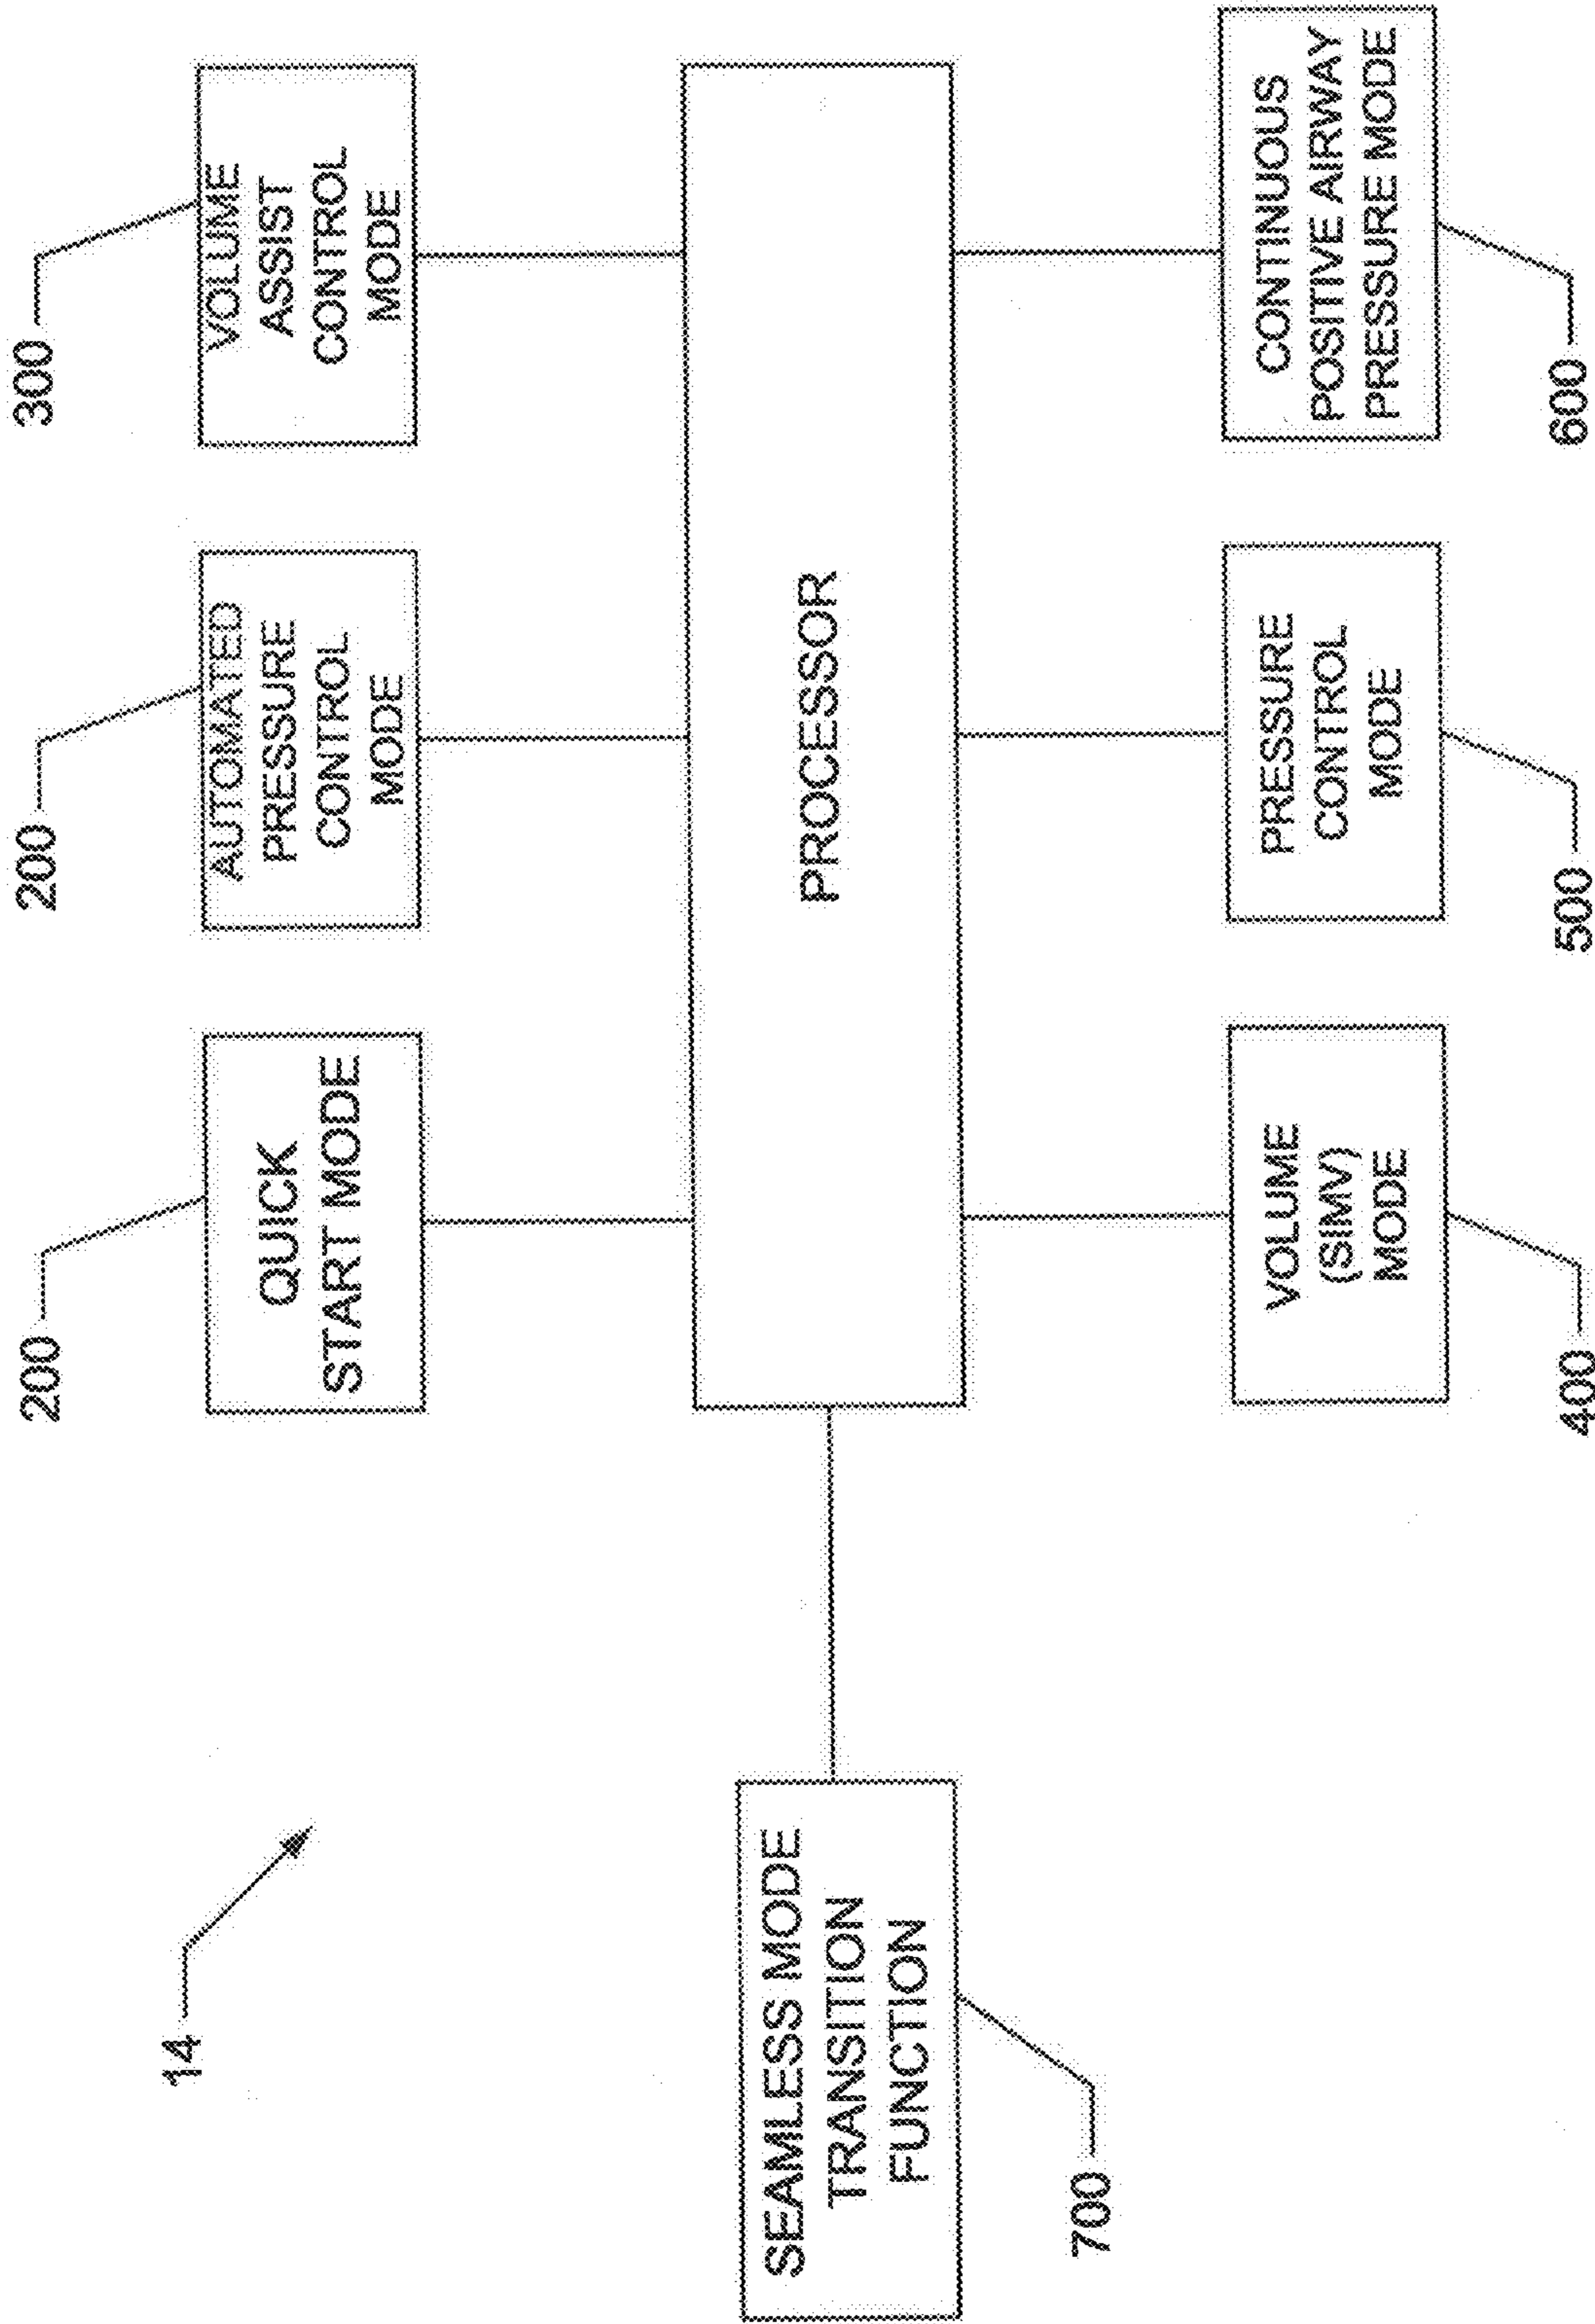 14
200
200
300
QUICK
START MODE
AUTOMATED
PRESSURE
CONTROL
MODE
VOLUME
ASSIST
CONTROL
MODE
SEAMLESS MODE
TRANSITION
FUNCTION
700
PROCESSOR
VOLUME
(SIMV)
MODE
PRESSURE
CONTROL
MODE
CONTINUOUS
POSITIVE AIRWAY
PRESSURE MODE
400
500
600